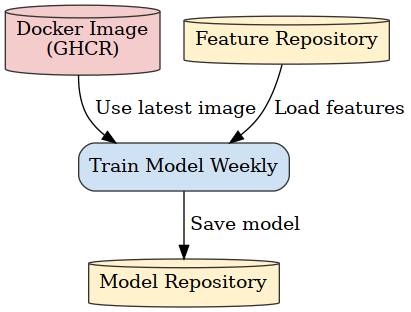 Docker Image
(GHCR)
Feature Repository
Use latest image
Load features
Train Model Weekly
Save model
Model Repository